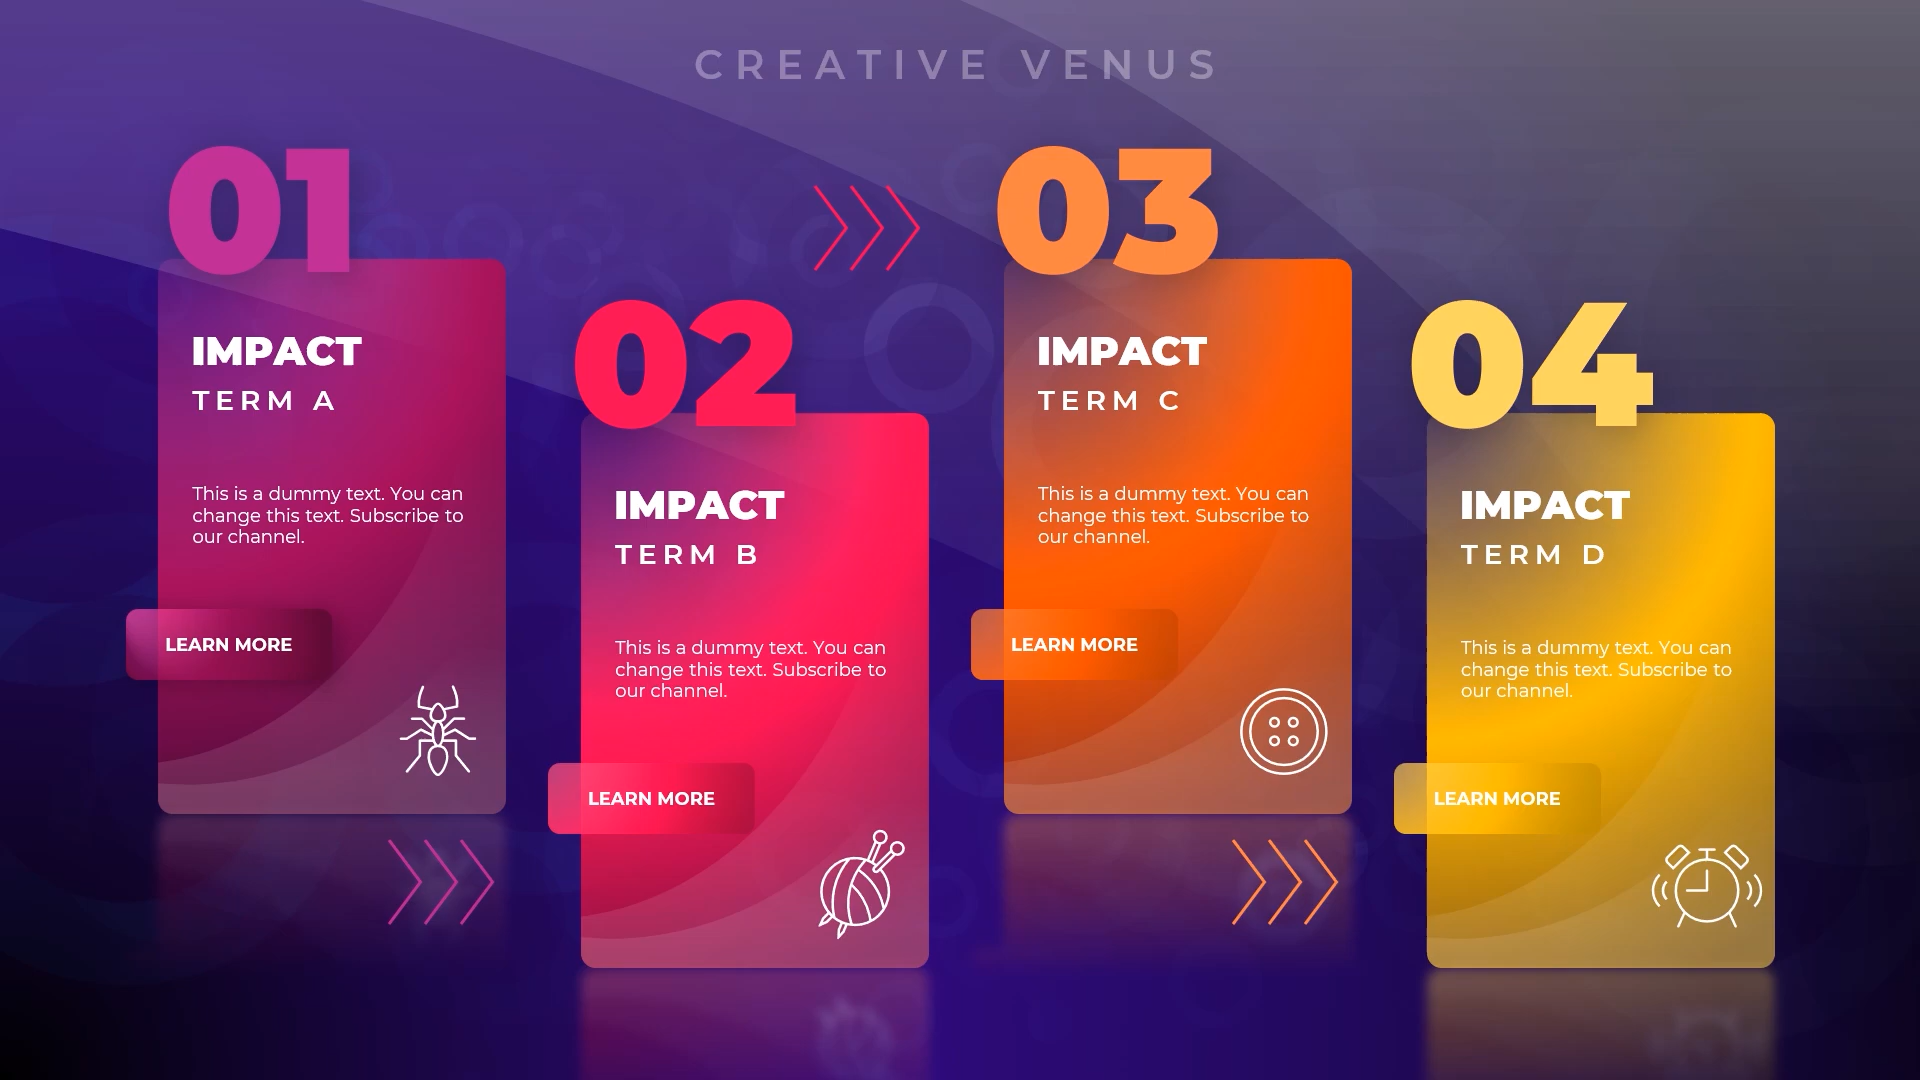 CREATIVE VENUS
01
IMPACT
TERM A
This is a dummy text. You can
change this text. Subscribe to
our channel.
LEARN MORE
02
IMPACT
TERM B
This is a dummy text. You can
change this text. Subscribe to
our channel.
LEARN MORE
03
IMPACT
TERM C
This is a dummy text. You can
change this text. Subscribe to
our channel.
LEARN MORE
04
IMPACT
TERM D
This is a dummy text. You can
change this text. Subscribe to
our channel.
LEARN MORE